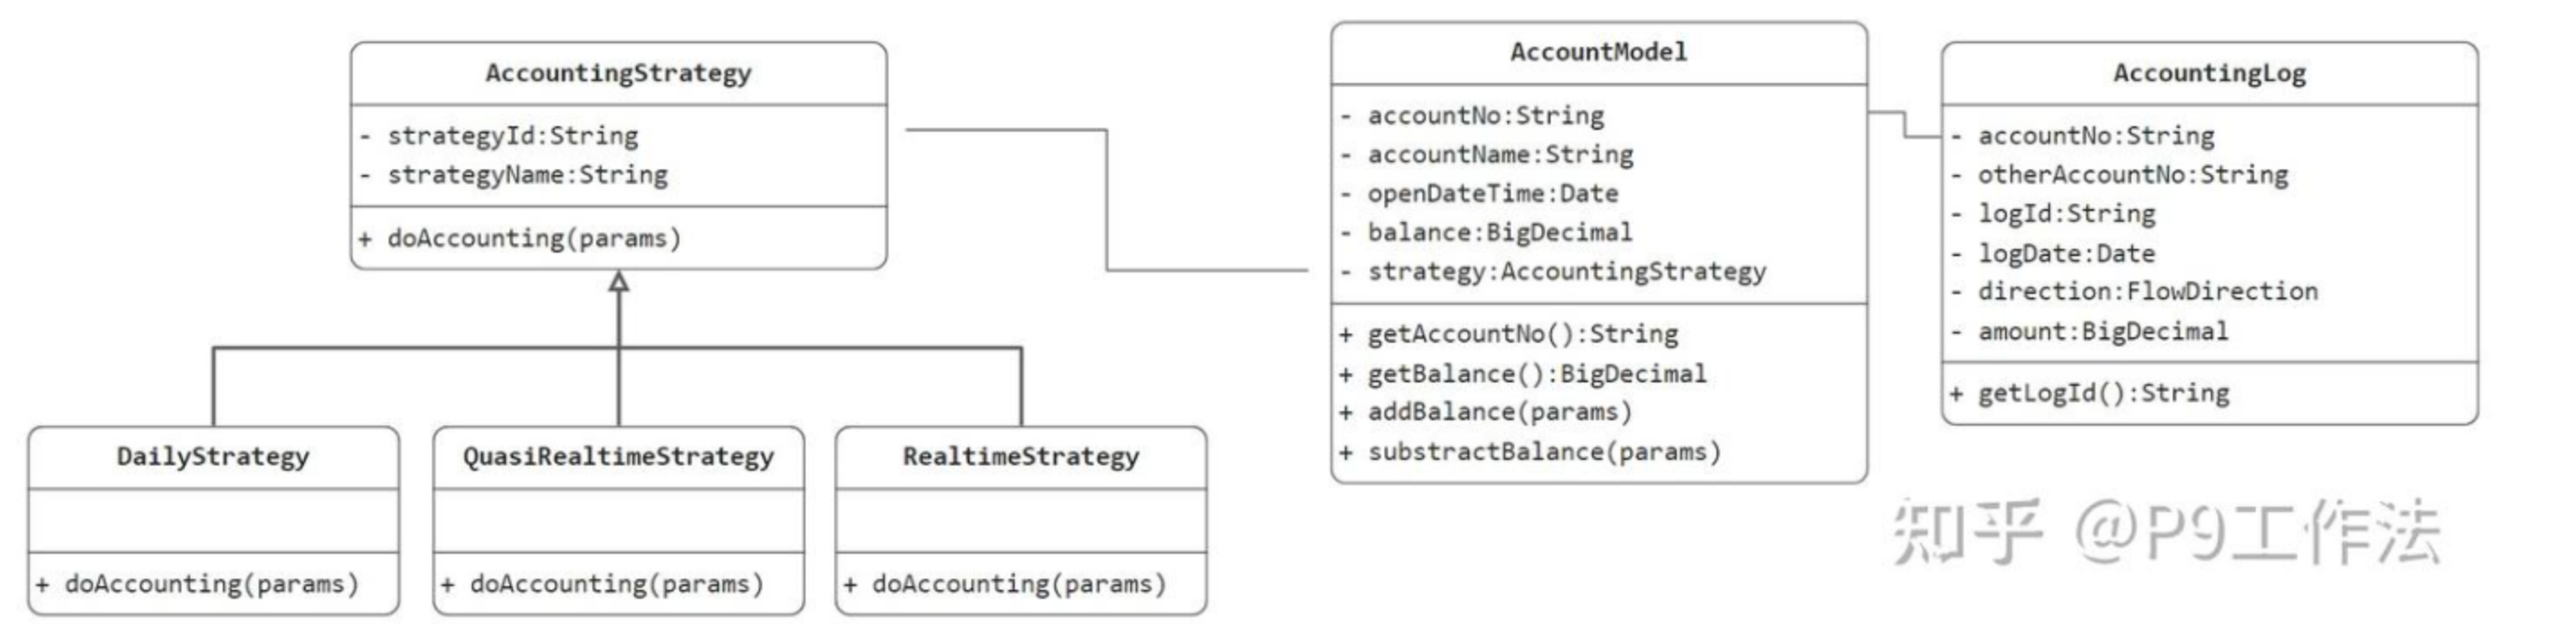 AccountingStrategy
- strategyId:String
- strategyName:String
+ doAccounting(params)
DailyStrategy
+ doAccounting(params)
QuasiRealtimeStrategy
+ doAccounting(params)
RealtimeStrategy
+ doAccounting(params)
AccountModel
- accountNo:String
- accountName:String
- openDateTime:Date
- balance:BigDecimal
- strategy:AccountingStrategy
+ getAccountNo():String
+ getBalance():BigDecimal
+ addBalance(params)
+ substractBalance(params)
AccountingLog
- accountNo:String
- otherAccountNo:String
- logId:String
- logDate:Date
- direction:FlowDirection
- amount:BigDecimal
+ getLogId():String
知乎 @P9工作法